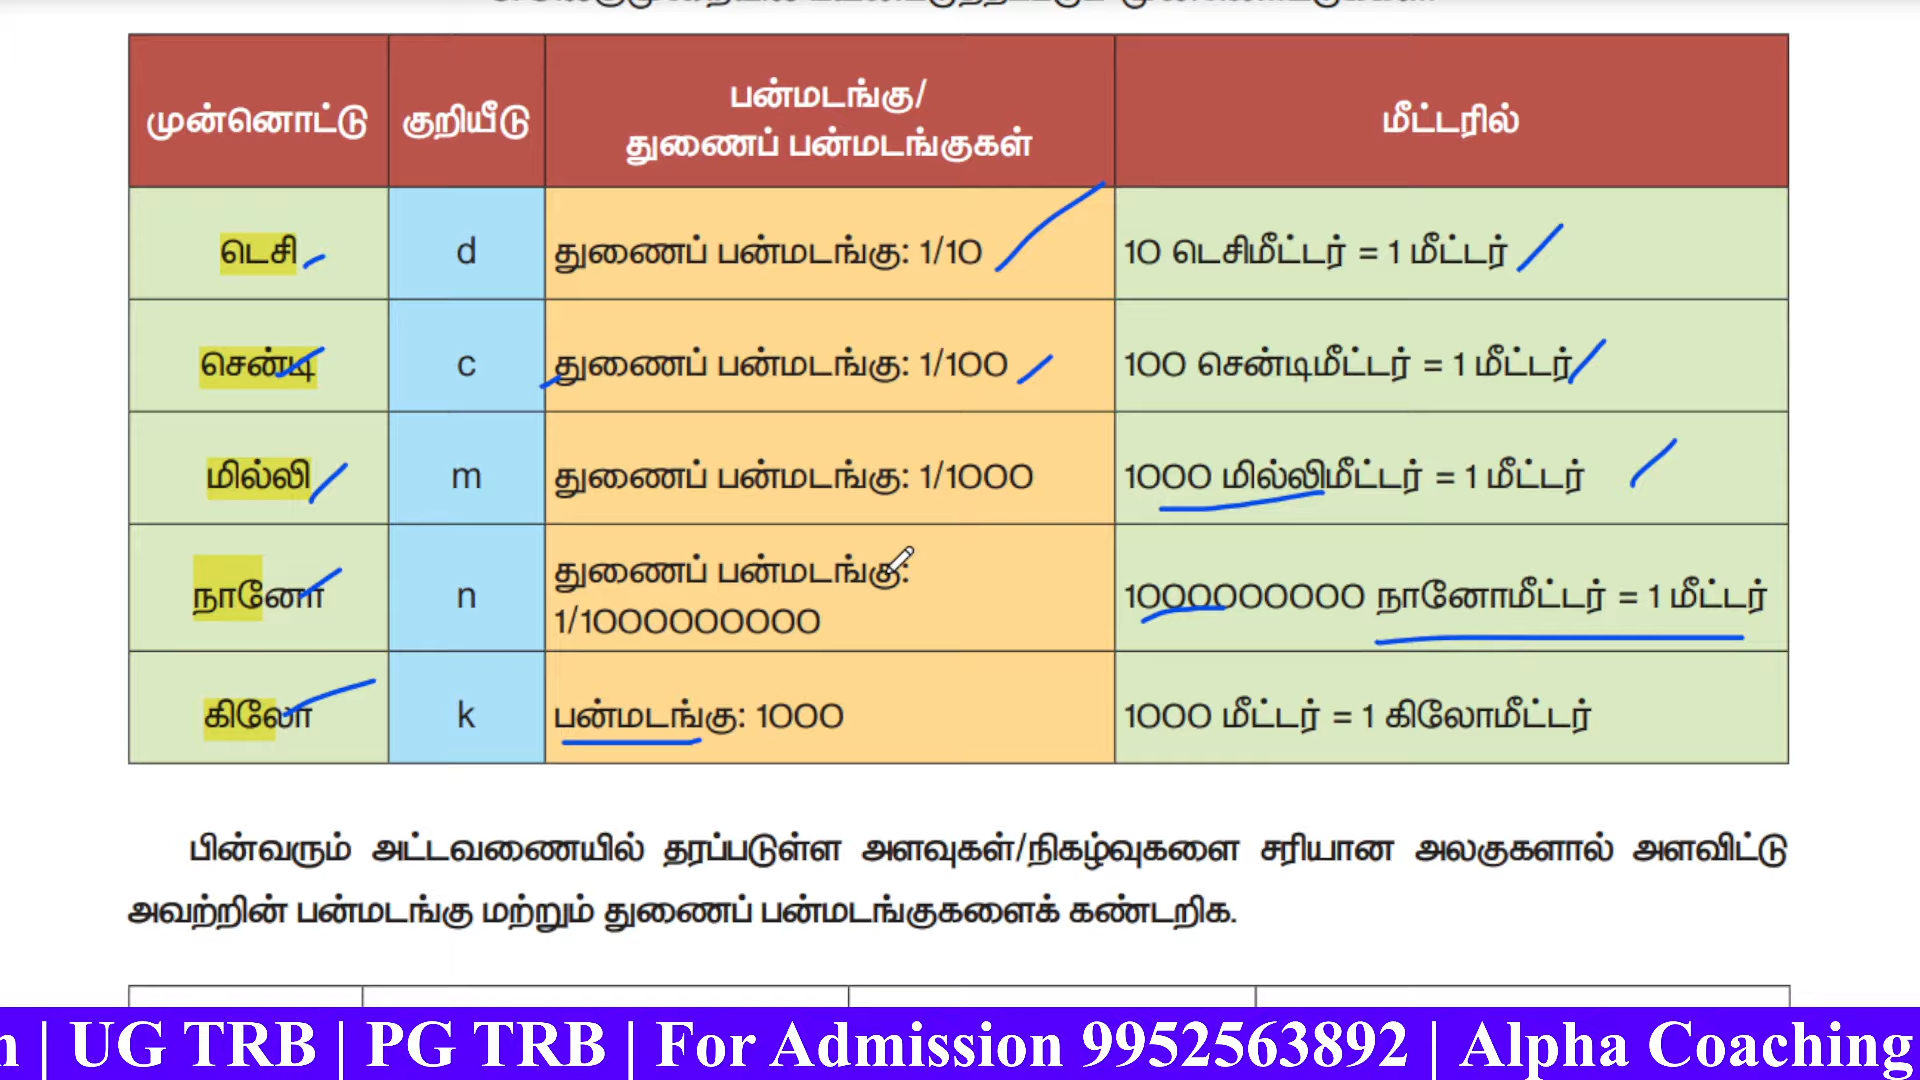 முன்னொட்டு
குறியீடு
பன்மடங்கு/
துணைப் பன்மடங்குகள்
மீட்டரில்
டெசி
d
துணைப் பன்மடங்கு: 1/10
10 டெசிமீட்டர் = 1 மீட்டர்
சென்டி
c
துணைப் பன்மடங்கு: 1/100
100 சென்டிமீட்டர் = 1 மீட்டர்
மில்லி
m
துணைப் பன்மடங்கு: 1/1000
1000 மில்லிமீட்டர் = 1 மீட்டர்
நானோ
n
துணைப் பன்மடங்கு:
1/1000000000
1000000000 நானோமீட்டர் = 1 மீட்டர்
கிலோ
k
பன்மடங்கு: 1000
1000 மீட்டர் = 1 கிலோமீட்டர்
பின்வரும் அட்டவணையில் தரப்படுள்ள அளவுகள்/நிகழ்வுகளை சரியான அலகுகளால் அளவிட்டு
அவற்றின் பன்மடங்கு மற்றும் துணைப் பன்மடங்குகளைக் கண்டறிக.
| UG TRB | PG TRB | For Admission 9952563892 | Alpha Coaching